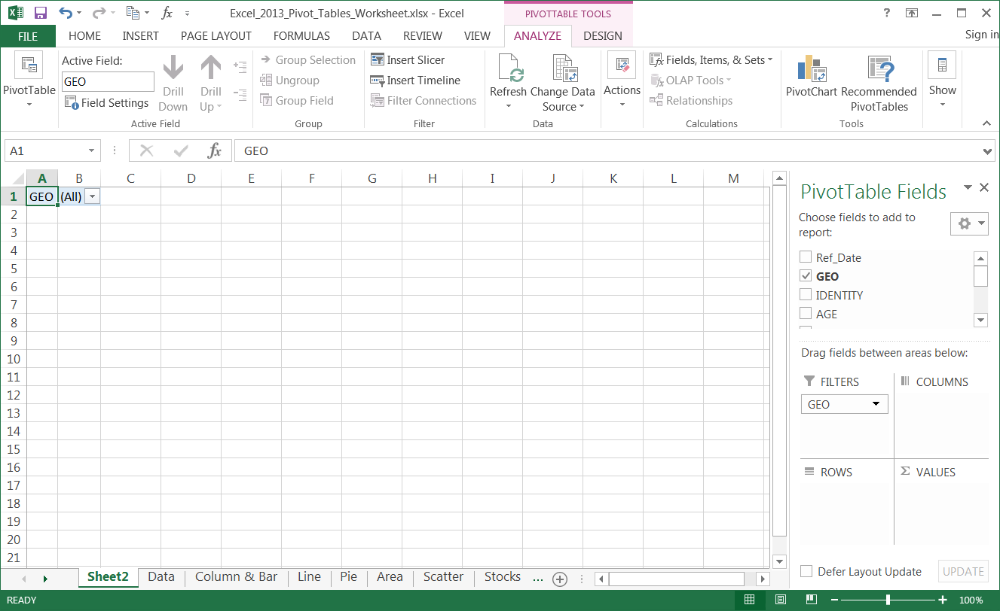 Excel_2013_Pivot_Tables_Worksheet.xlsx - Excel
PIVOTTABLE TOOLS
?
FILE HOME INSERT PAGE LAYOUT FORMULAS DATA REVIEW VIEW ANALYZE DESIGN Sign in
PivotTable
Active Field:
GEO
Field Settings
Drill Down
Drill Up
Active Field
Group Selection
Ungroup
Group Field
Group
Insert Slicer
Insert Timeline
Filter Connections
Filter
Refresh
Change Data Source
Data
Actions
Fields, Items, & Sets
OLAP Tools
Relationships
Calculations
PivotChart
Recommended PivotTables
Tools
Show
A1 fx GEO
A B C D E F G H I J K L M
1 GEO (All)
2
3
4
5
6
7
8
9
10
11
12
13
14
15
16
17
18
19
20
21
PivotTable Fields
Choose fields to add to
report:
Ref_Date
GEO
IDENTITY
AGE
Drag fields between areas below:
FILTERS COLUMNS
GEO
ROWS Σ VALUES
Defer Layout Update UPDATE
Sheet2 Data Column & Bar Line Pie Area Scatter Stocks ...
READY 100%